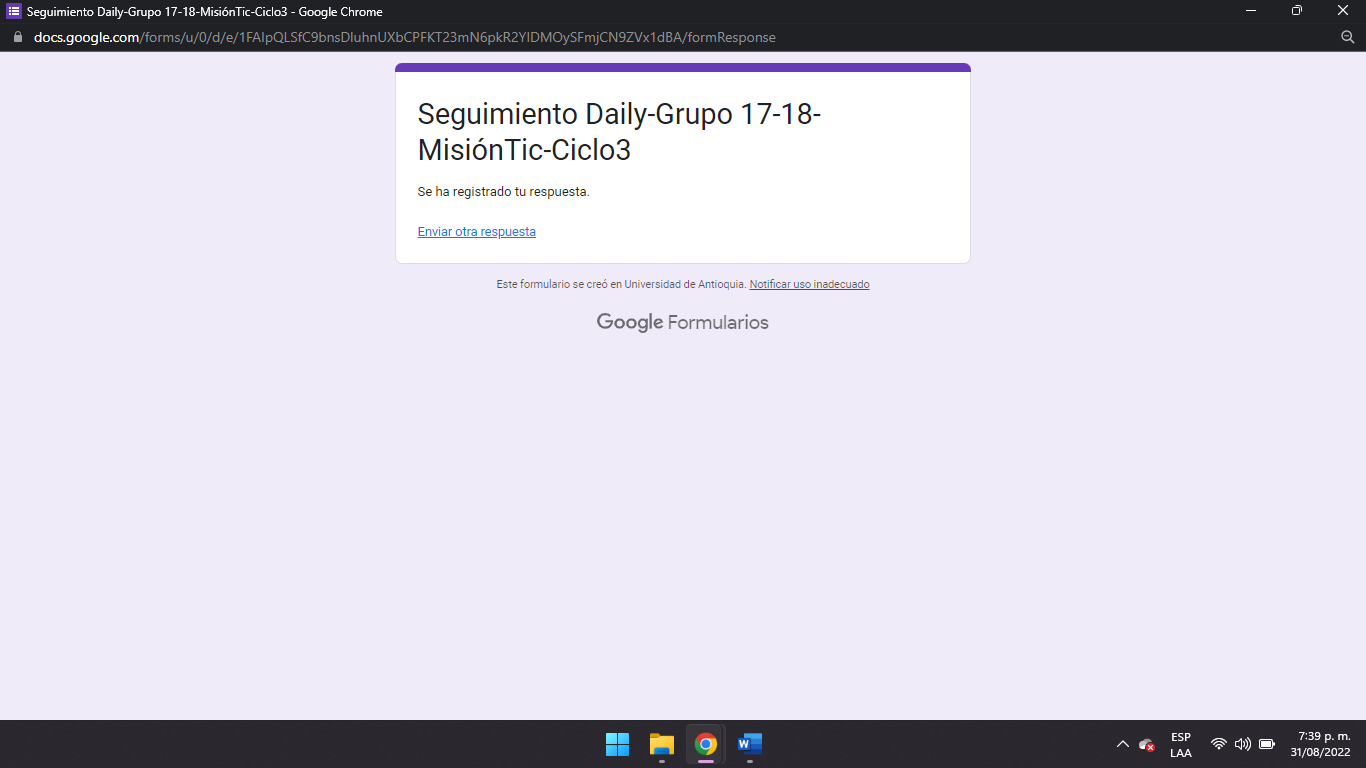 Seguimiento Daily-Grupo 17-18-MisiónTic-Ciclo3 - Google Chrome
docs.google.com/forms/u/0/d/e/1FAIpQLSfC9bnsDluhnUXbCPFKT23mN6pkR2YlDMOySFmjCN9ZVx1dBA/formResponse
Seguimiento Daily-Grupo 17-18-
MisiónTic-Ciclo3
Se ha registrado tu respuesta.
Enviar otra respuesta
Este formulario se creó en Universidad de Antioquia. Notificar uso inadecuado
Google Formularios
ESP
LAA
7:39 p. m.
31/08/2022